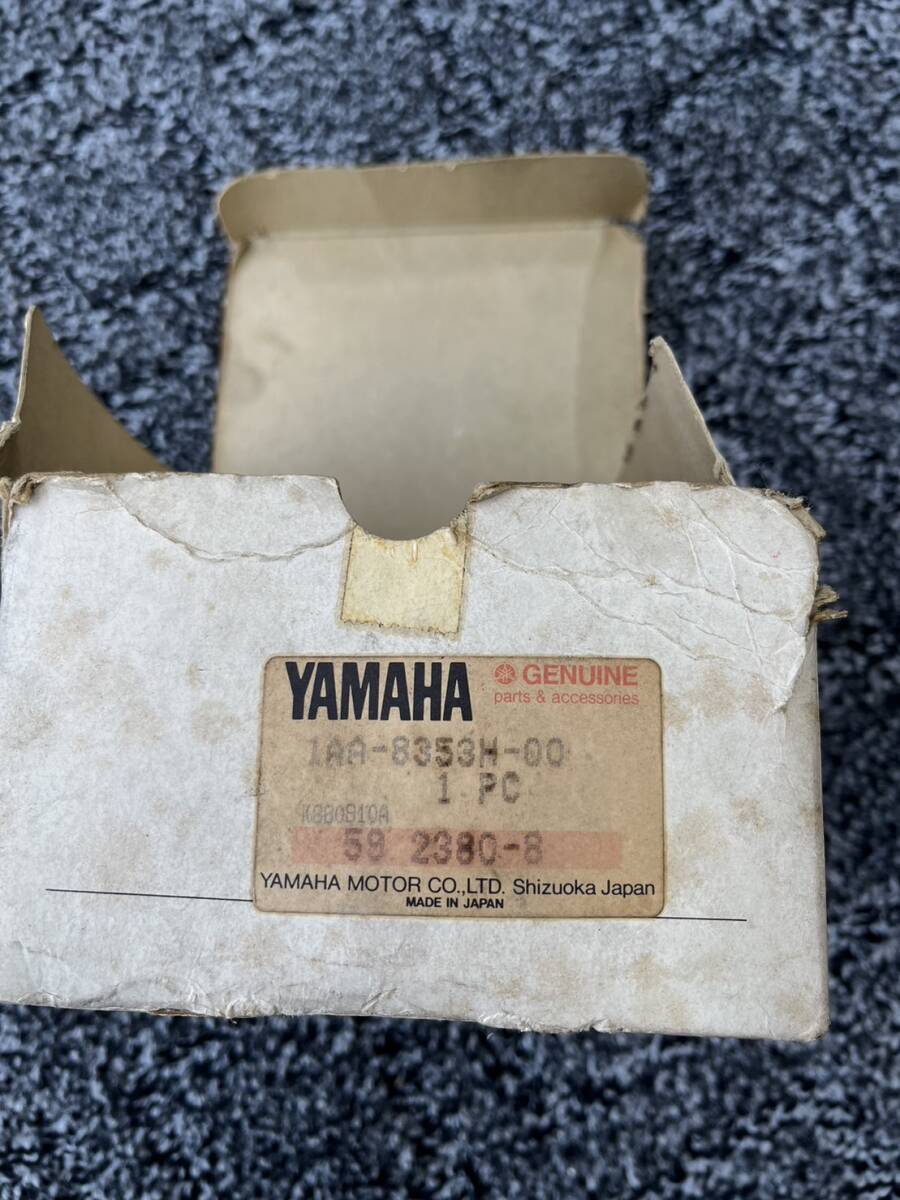 YAMAHA
GENUINE
parts & accessories
1AA-8353H-00
1 PC
K880810A
59 2380-8
YAMAHA MOTOR CO.,LTD. Shizuoka Japan
MADE IN JAPAN